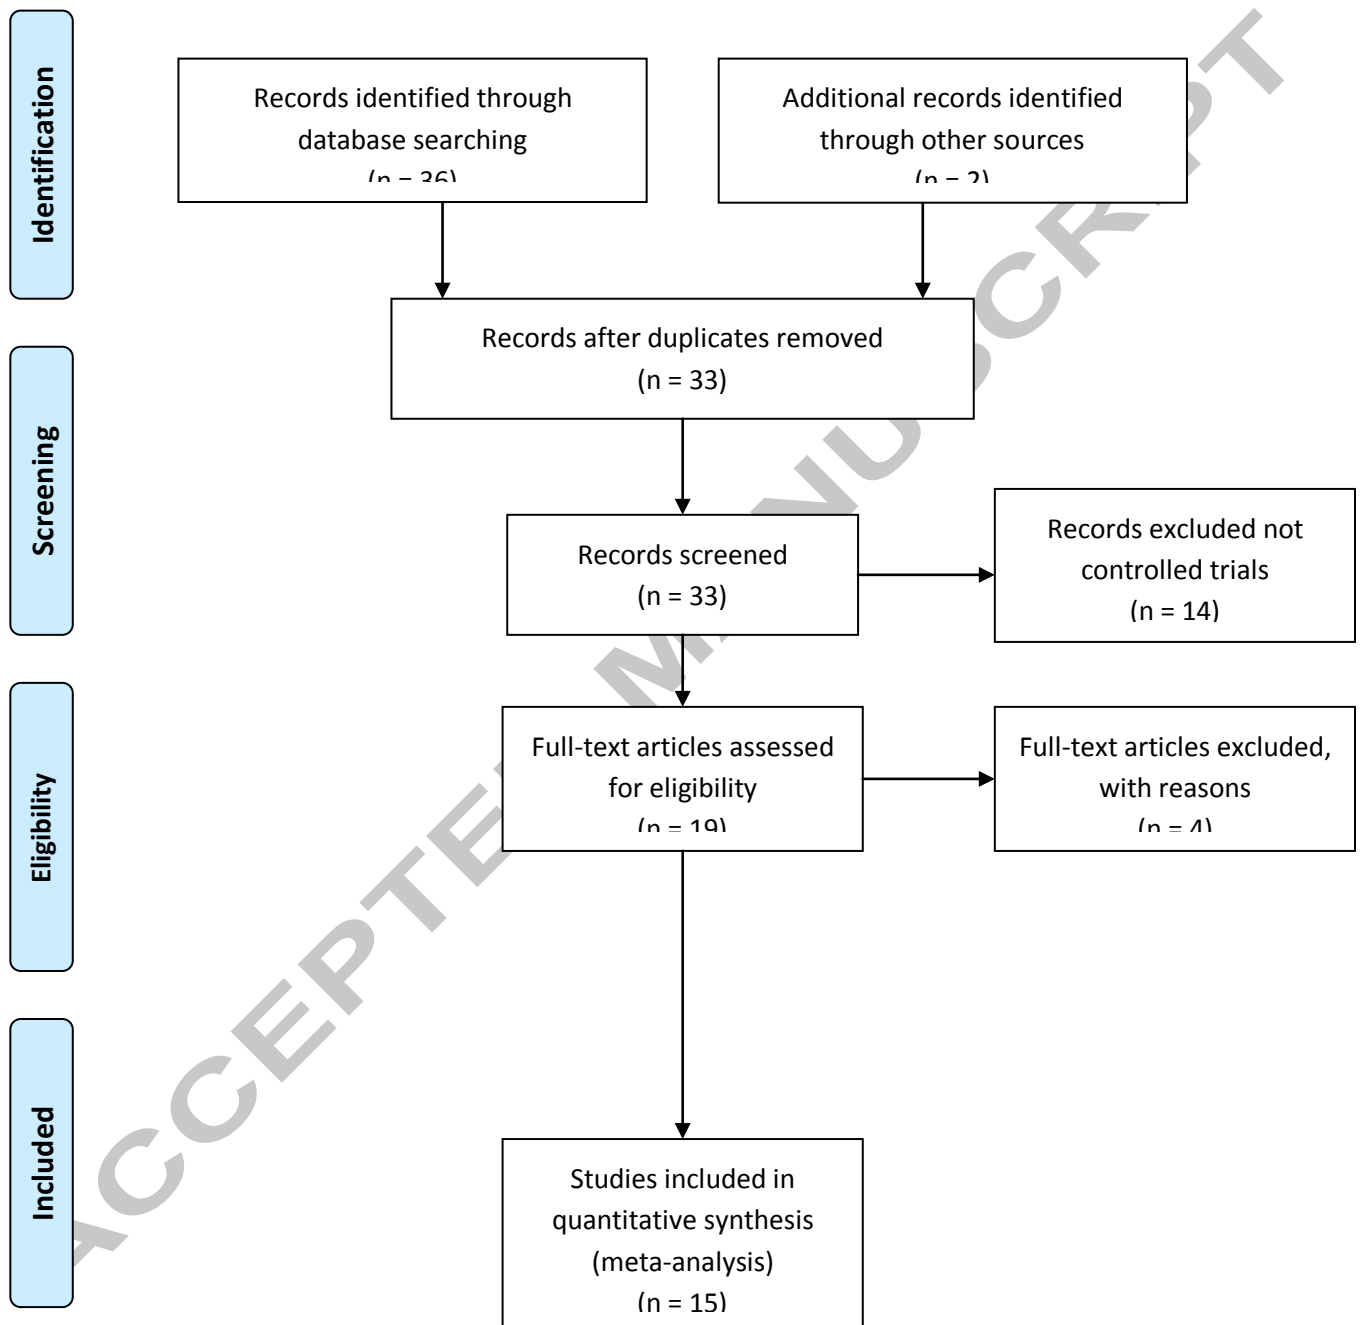 Identification
Records identified through
database searching
(n = 36)
Additional records identified
through other sources
(n = 2)
Records after duplicates removed
(n = 33)
Screening
Records screened
(n = 33)
Records excluded not
controlled trials
(n = 14)
Eligibility
Full-text articles assessed
for eligibility
(n = 19)
Full-text articles excluded,
with reasons
(n = 4)
Included
Studies included in
quantitative synthesis
(meta-analysis)
(n = 15)
ACCEPTED MANUSCRIPT